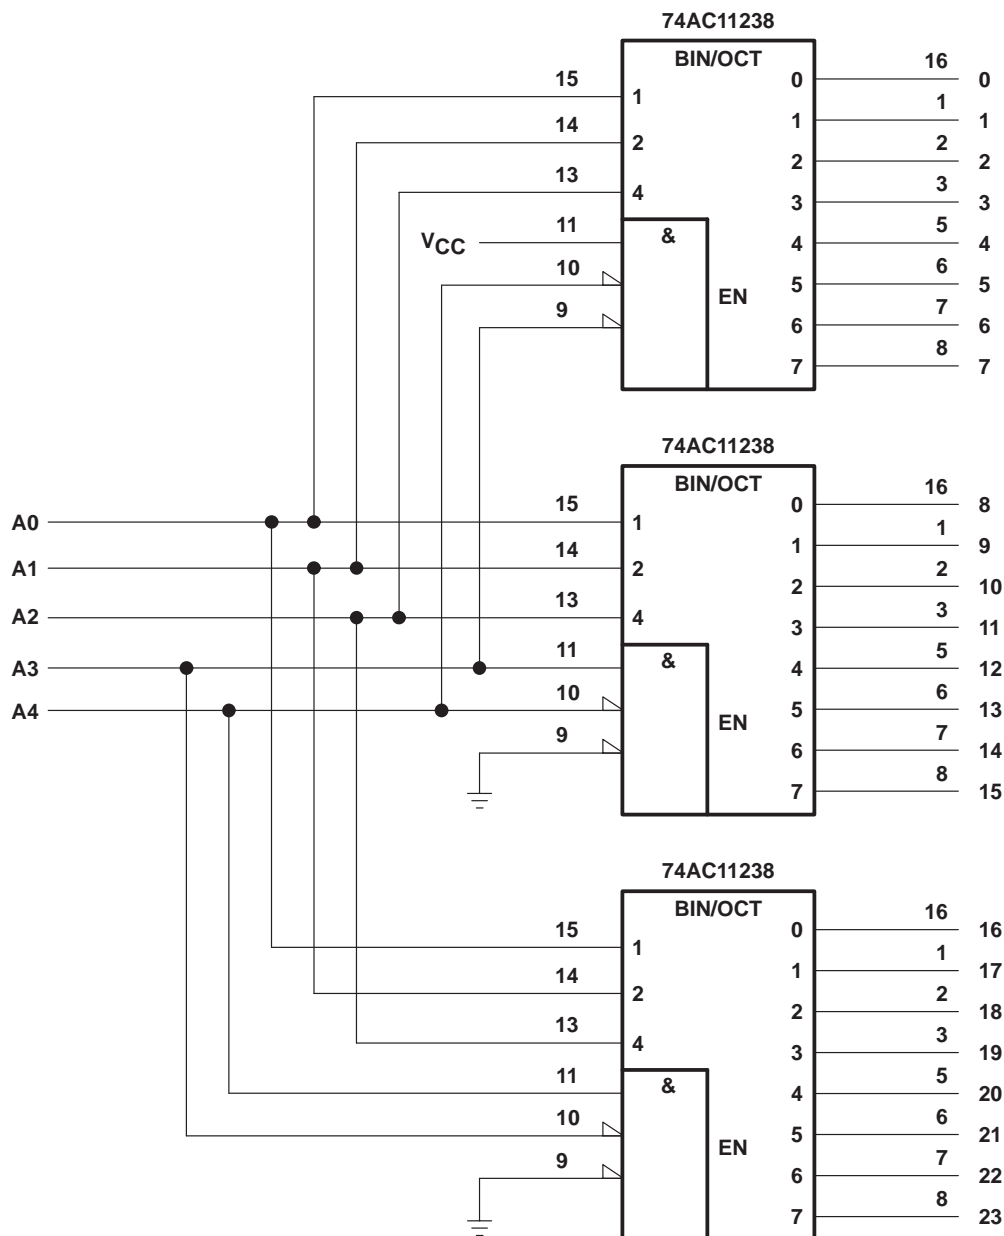 74AC11238
BIN/OCT
15 1 0 16 0
14 2 1 1 1
13 4 2 2 2
3 3 3
VCC 11 & 4 5 4
10 EN 5 6 5
9 6 7 6
7 8 7
74AC11238
BIN/OCT
A0 15 1 0 16 8
A1 14 2 1 1 9
A2 13 4 2 2 10
3 3 11
A3 11 & 4 5 12
A4 10 EN 5 6 13
9 6 7 14
7 8 15
74AC11238
BIN/OCT
15 1 0 16 16
14 2 1 1 17
13 4 2 2 18
3 3 19
11 & 4 5 20
10 EN 5 6 21
9 6 7 22
7 8 23